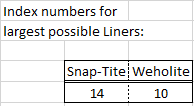 Index numbers for
largest possible Liners:
Snap-Tite Weholite
14 10